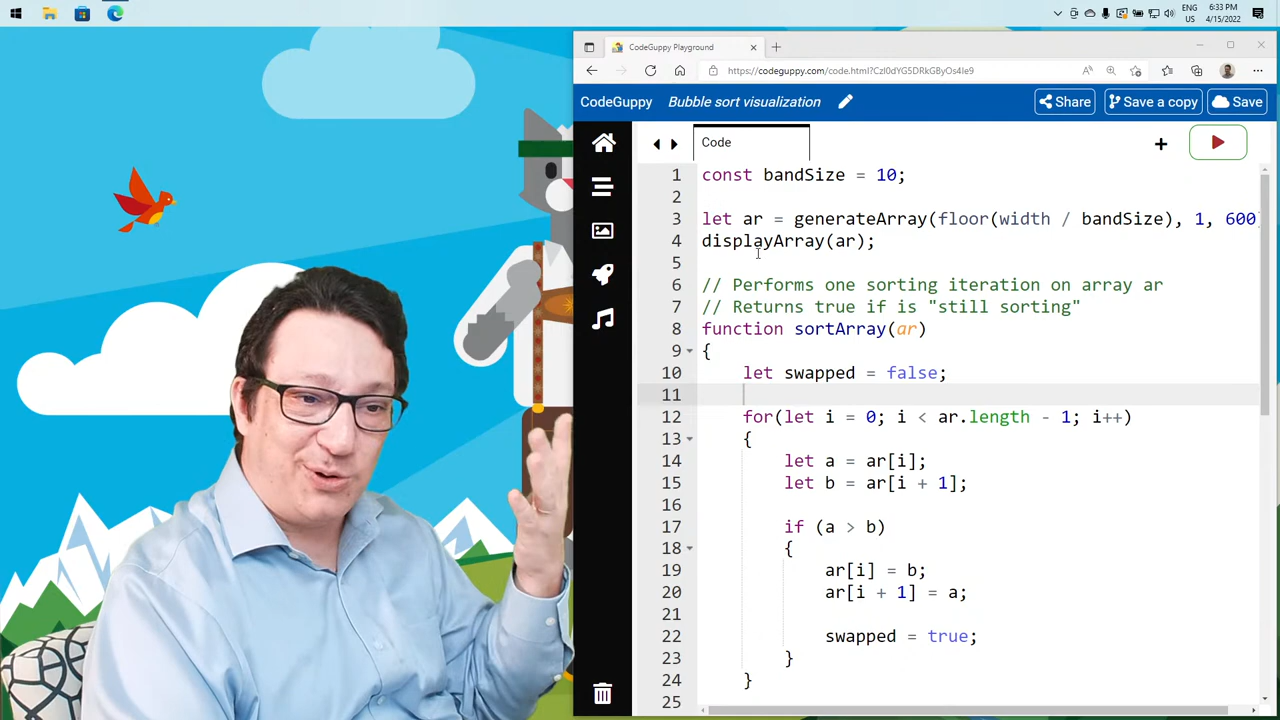 ENG
US
6:33 PM
4/15/2022
CodeGuppy Playground
https://codeguppy.com/code.html?CzI0dYG5DRkGByOs4Ie9
CodeGuppy
Bubble sort visualization
Share
Save a copy
Save
Code
1 const bandSize = 10;
2
3 let ar = generateArray(floor(width / bandSize), 1, 600
4 displayArray(ar);
5
6 // Performs one sorting iteration on array ar
7 // Returns true if is "still sorting"
8 function sortArray(ar)
9 {
10 let swapped = false;
11
12 for(let i = 0; i < ar.length - 1; i++)
13 {
14 let a = ar[i];
15 let b = ar[i + 1];
16
17 if (a > b)
18 {
19 ar[i] = b;
20 ar[i + 1] = a;
21
22 swapped = true;
23 }
24 }
25